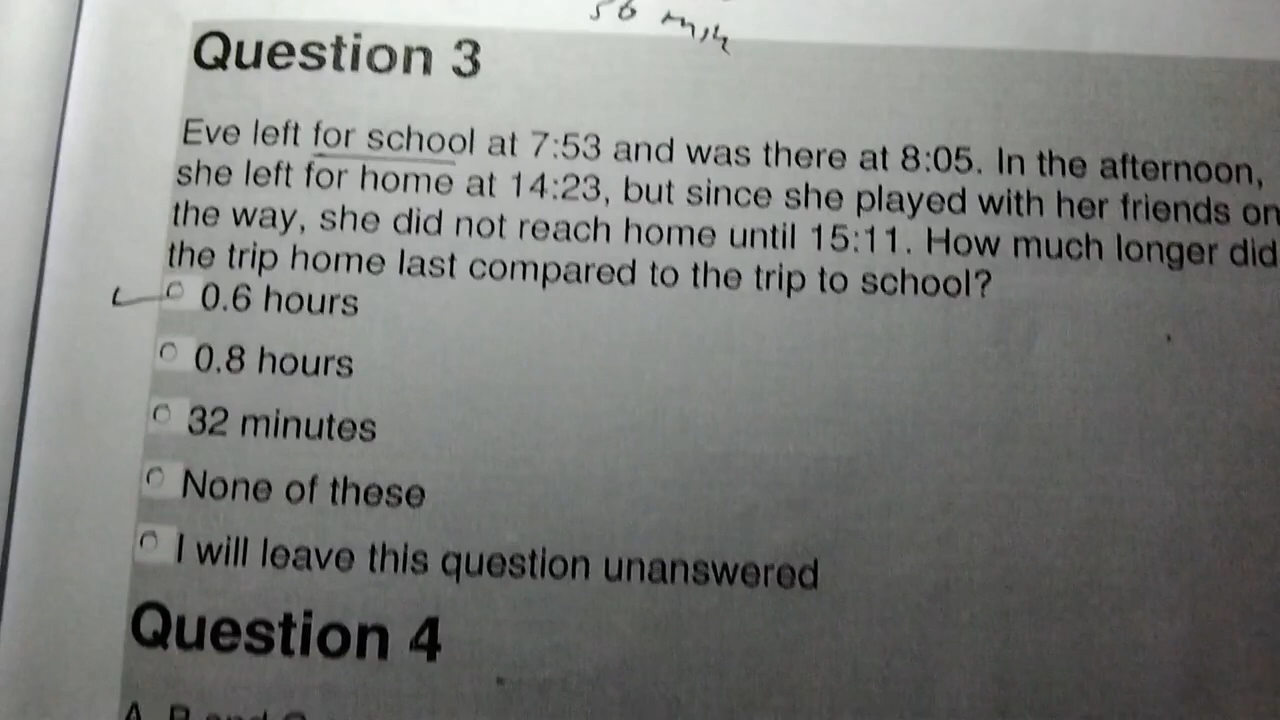 56 min
Question 3
Eve left for school at 7:53 and was there at 8:05. In the afternoon,
she left for home at 14:23, but since she played with her friends on
the way, she did not reach home until 15:11. How much longer did
the trip home last compared to the trip to school?
0.6 hours
0.8 hours
32 minutes
None of these
I will leave this question unanswered
Question 4
A, B and C